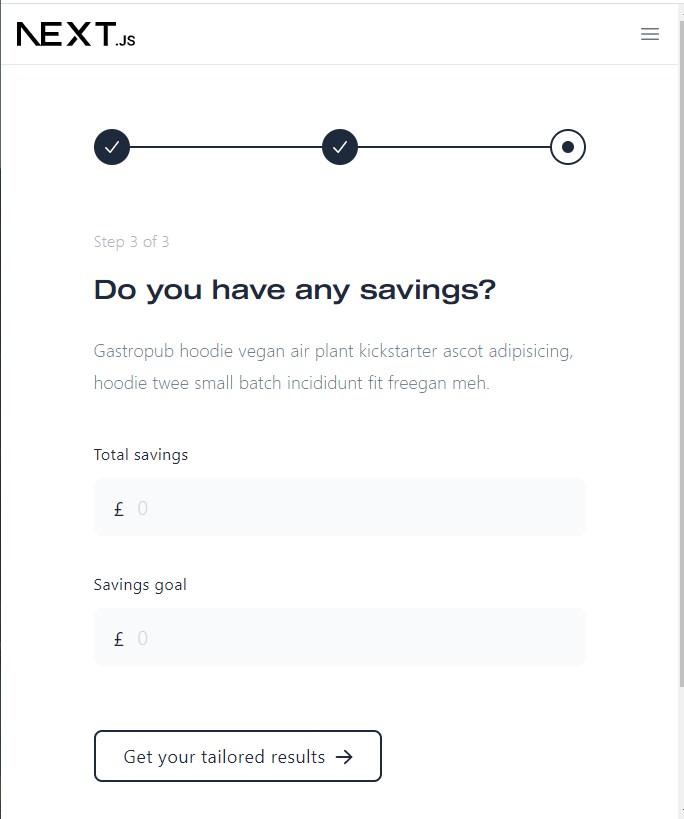 NEXT.JS
Step 3 of 3
Do you have any savings?
Gastropub hoodie vegan air plant kickstarter ascot adipisicing,
hoodie twee small batch incididunt fit freegan meh.
Total savings
£ 0
Savings goal
£ 0
Get your tailored results →